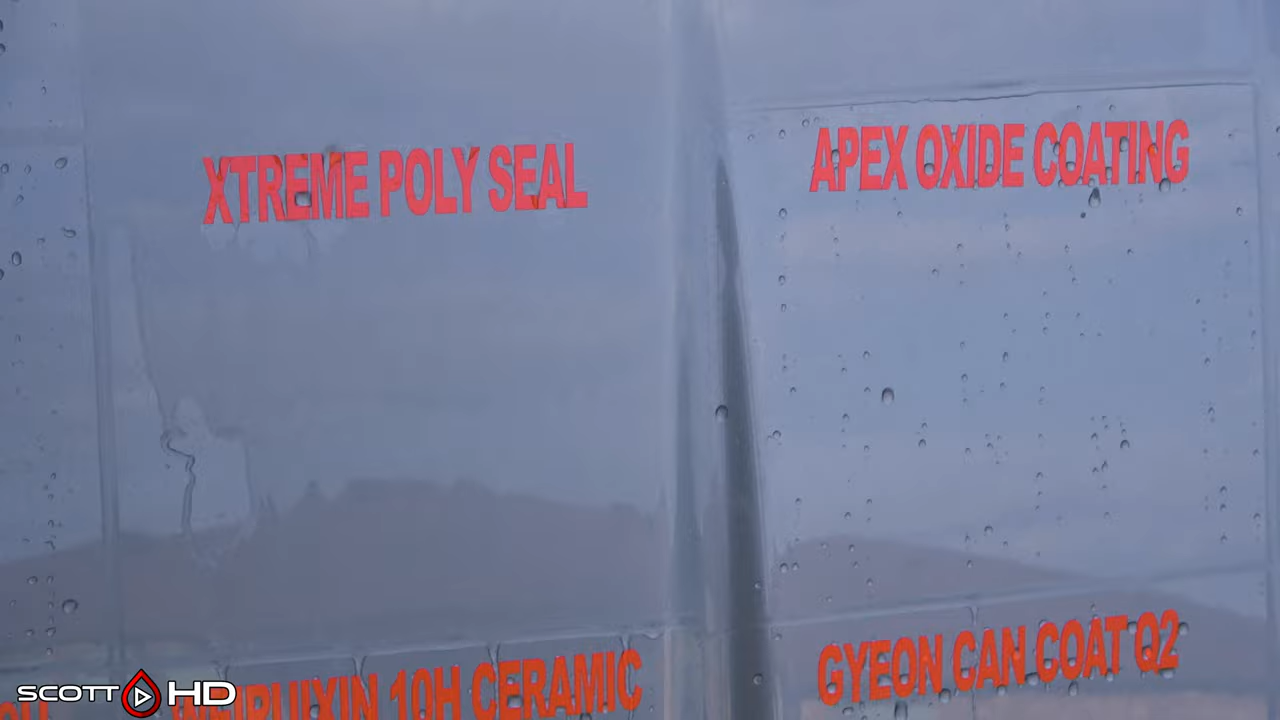 XTREME POLY SEAL
APEX OXIDE COATING
GYEON CAN COAT Q2
10H CERAMIC
SCOTT HD